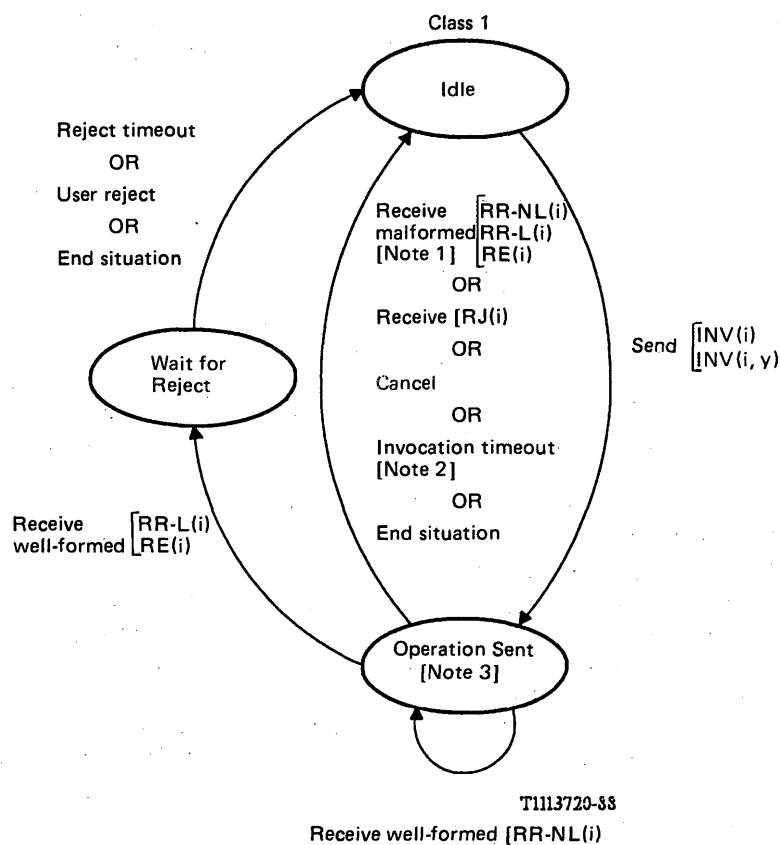 Class 1
Idle
Reject timeout
OR
User reject
OR
End situation
Receive malformed [Note 1] [RR-NL(i)
RR-L(i)
RE(i)
OR
Receive [RJ(i)
OR
Cancel
OR
Invocation timeout
[Note 2]
OR
End situation
Send [INV(i)
INV(i, y)
Wait for
Reject
Receive
well-formed [RR-L(i)
RE(i)
Operation Sent
[Note 3]
T1113720-88
Receive well-formed [RR-NL(i)